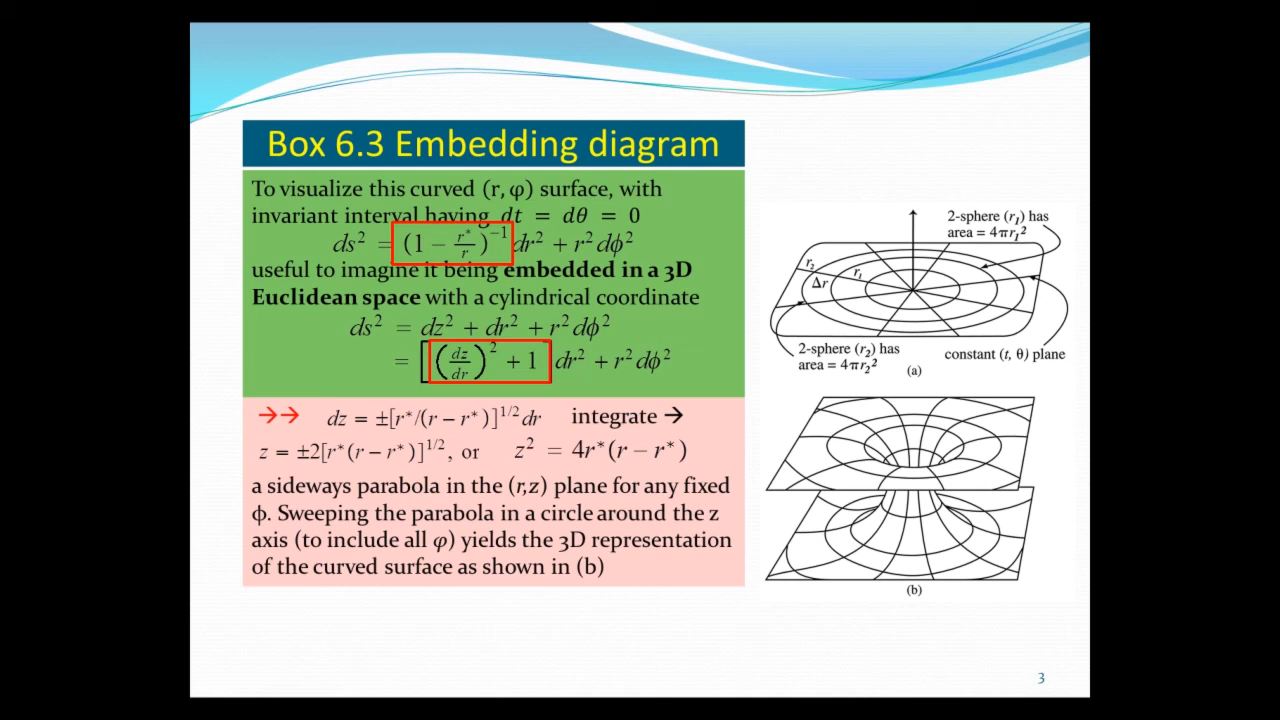 Box 6.3 Embedding diagram
To visualize this curved (r, φ) surface, with
invariant interval having dt = dθ = 0
ds² = (1 − r*/r)⁻¹ dr² + r² dϕ²
useful to imagine it being embedded in a 3D
Euclidean space with a cylindrical coordinate
ds² = dz² + dr² + r² dϕ²
= [(dz/dr)² + 1] dr² + r² dϕ²
→→ dz = ±[r*/(r − r*)]^1/2 dr integrate →
z = ±2[r*(r − r*)]^1/2, or z² = 4r*(r − r*)
a sideways parabola in the (r,z) plane for any fixed
ϕ. Sweeping the parabola in a circle around the z
axis (to include all φ) yields the 3D representation
of the curved surface as shown in (b)
2-sphere (r₁) has
area = 4πr₁²
r₂
r₁
Δr
2-sphere (r₂) has
area = 4πr₂²
constant (t, θ) plane
(a)
(b)
3